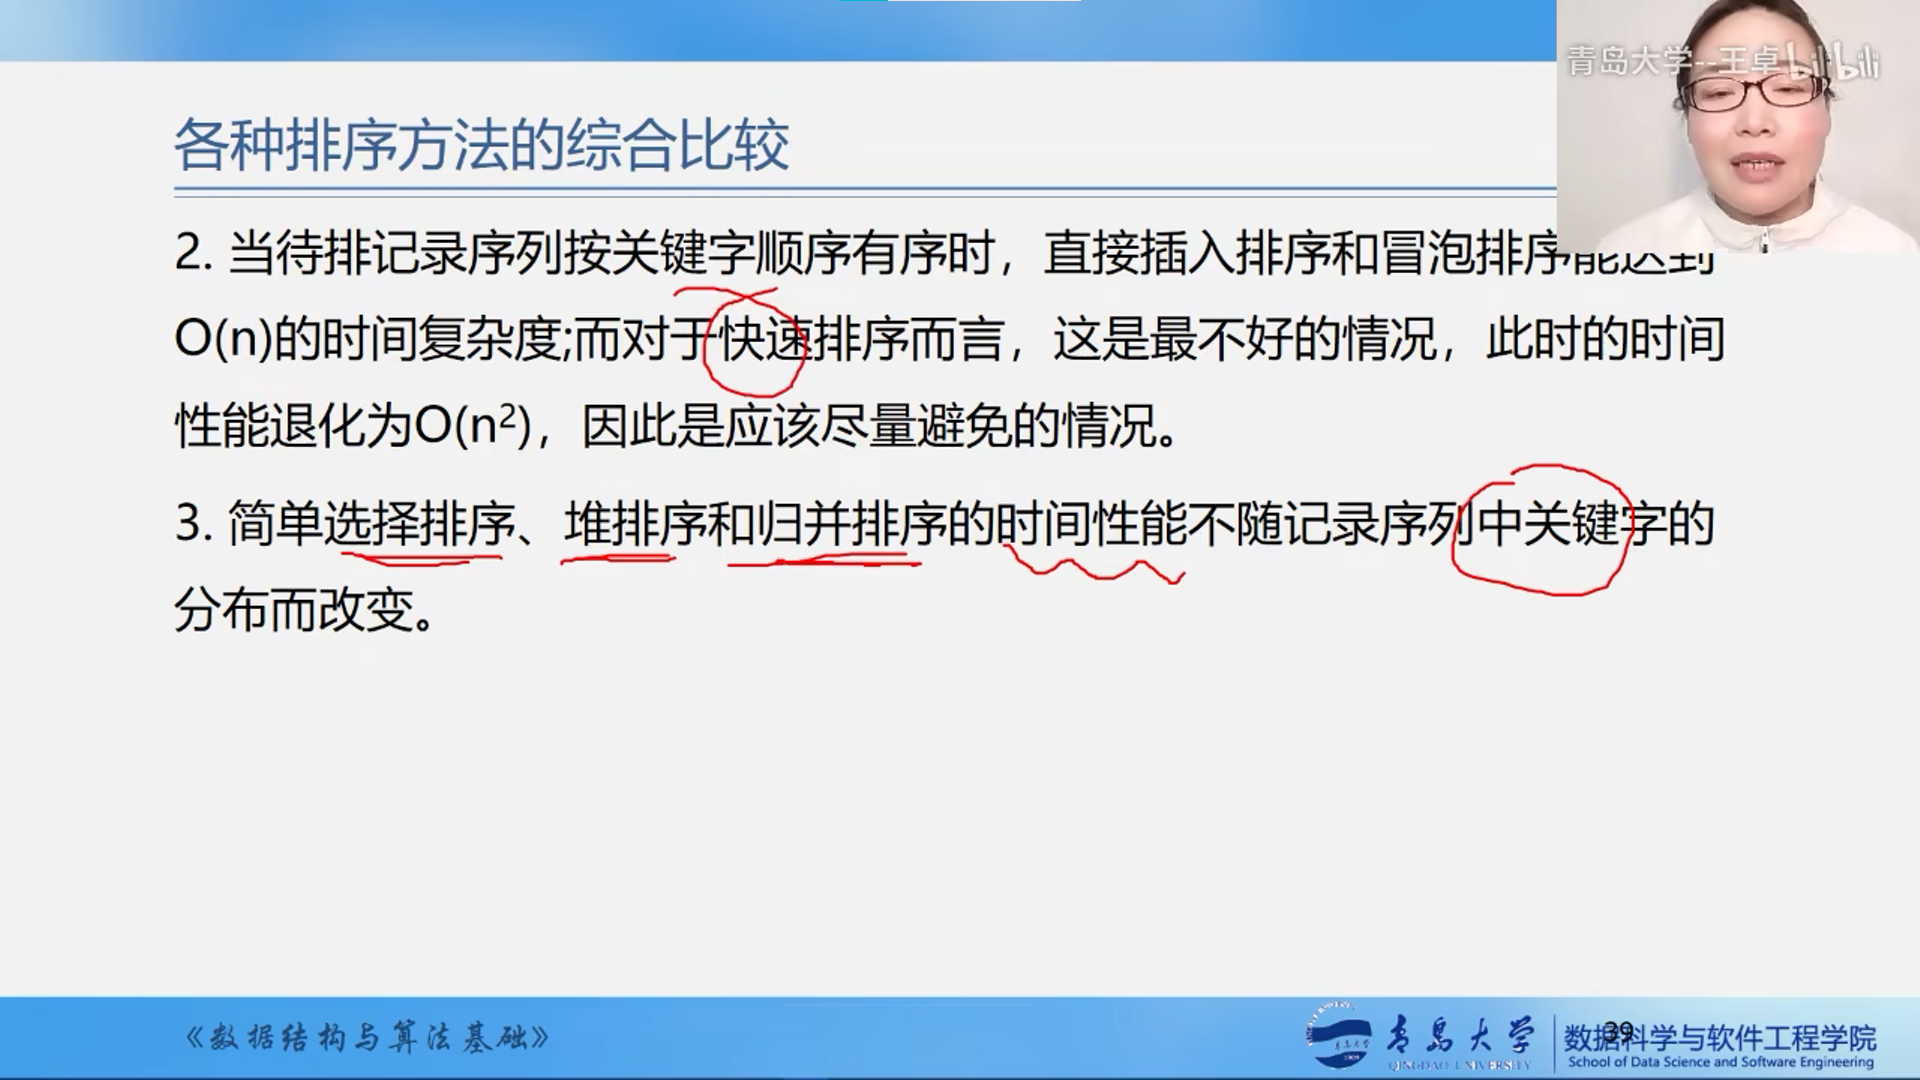 青岛大学--王卓 bilibili
各种排序方法的综合比较
2. 当待排记录序列按关键字顺序有序时，直接插入排序和冒泡排序能达到
O(n)的时间复杂度;而对于快速排序而言，这是最不好的情况，此时的时间
性能退化为O(n²)，因此是应该尽量避免的情况。
3. 简单选择排序、堆排序和归并排序的时间性能不随记录序列中关键字的
分布而改变。
《数据结构与算法基础》
青岛大学
QINGDAO UNIVERSITY
数据科学与软件工程学院
School of Data Science and Software Engineering
39